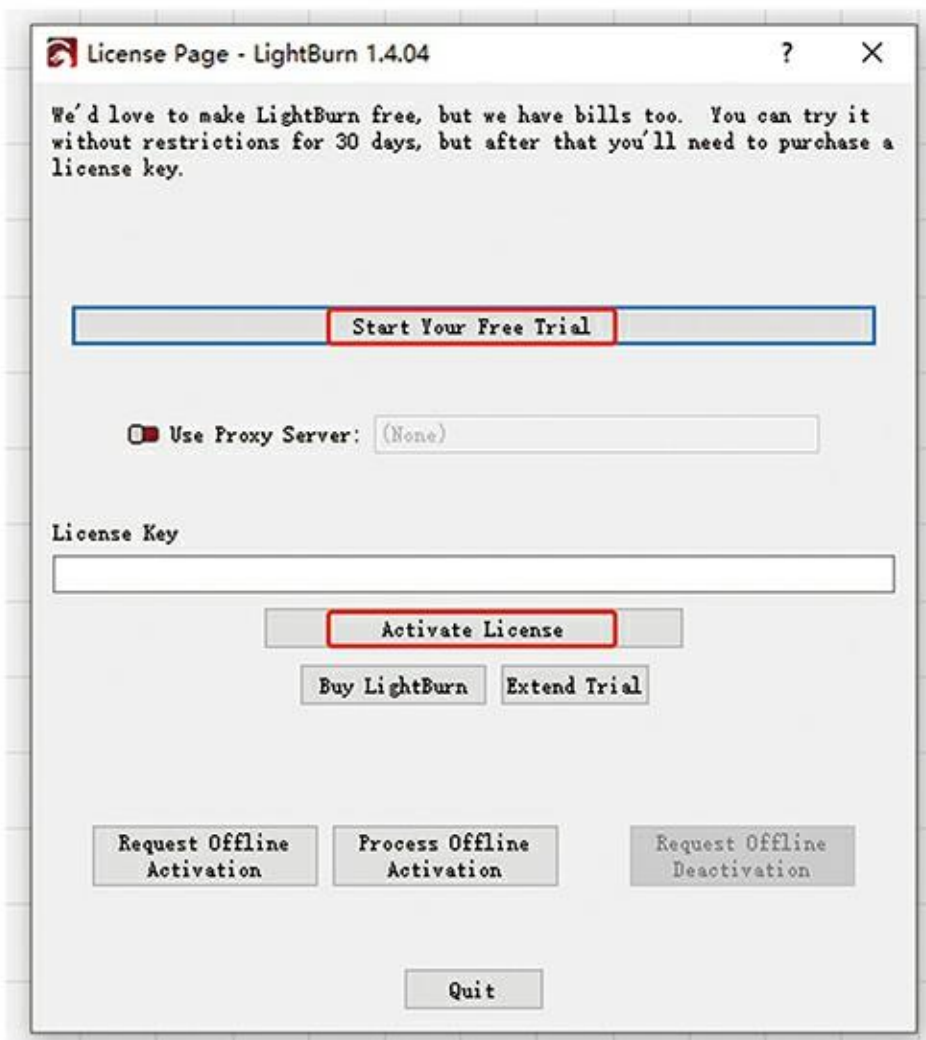 License Page - LightBurn 1.4.04
?
We'd love to make LightBurn free, but we have bills too. You can try it
without restrictions for 30 days, but after that you'll need to purchase a
license key.
Start Your Free Trial
Use Proxy Server: (None)
License Key
Activate License
Buy LightBurn Extend Trial
Request Offline Process Offline Request Offline
Activation Activation Deactivation
Quit